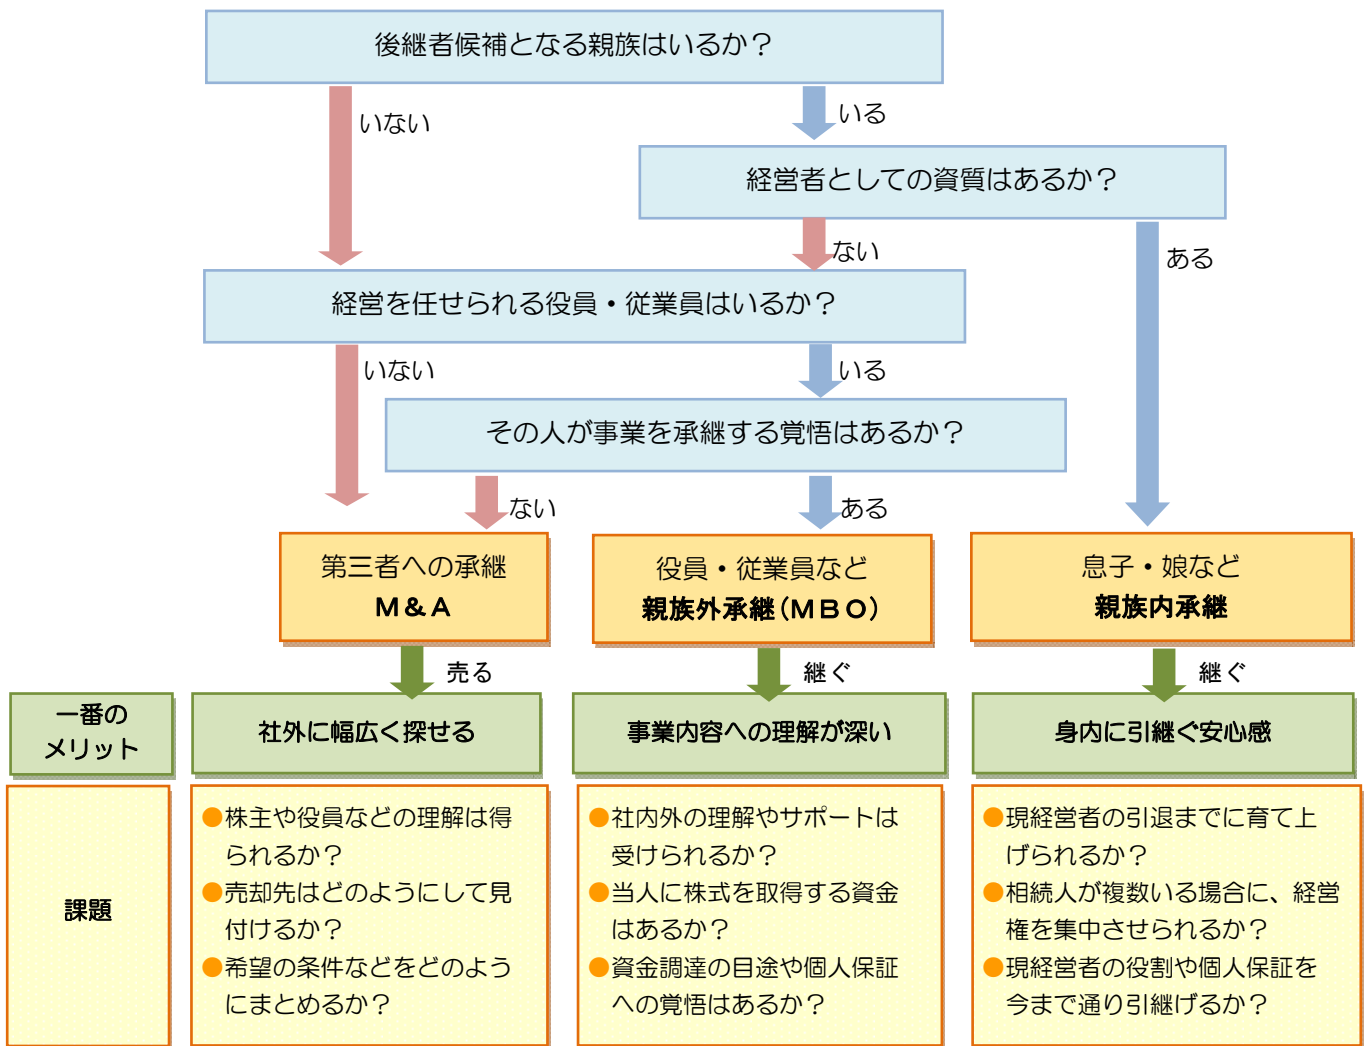 後継者候補となる親族はいるか？
いない
いる
経営者としての資質はあるか？
ない
ある
経営を任せられる役員・従業員はいるか？
いない
いる
その人が事業を承継する覚悟はあるか？
ない
ある
第三者への承継
Ｍ＆Ａ
役員・従業員など
親族外承継(ＭＢＯ)
息子・娘など
親族内承継
売る
継ぐ
継ぐ
一番の
メリット
社外に幅広く探せる
事業内容への理解が深い
身内に引継ぐ安心感
課題
●株主や役員などの理解は得
られるか？
●売却先はどのようにして見
付けるか？
●希望の条件などをどのよう
にまとめるか？
●社内外の理解やサポートは
受けられるか？
●当人に株式を取得する資金
はあるか？
●資金調達の目途や個人保証
への覚悟はあるか？
●現経営者の引退までに育て上
げられるか？
●相続人が複数いる場合に、経営
権を集中させられるか？
●現経営者の役割や個人保証を
今まで通り引継げるか？